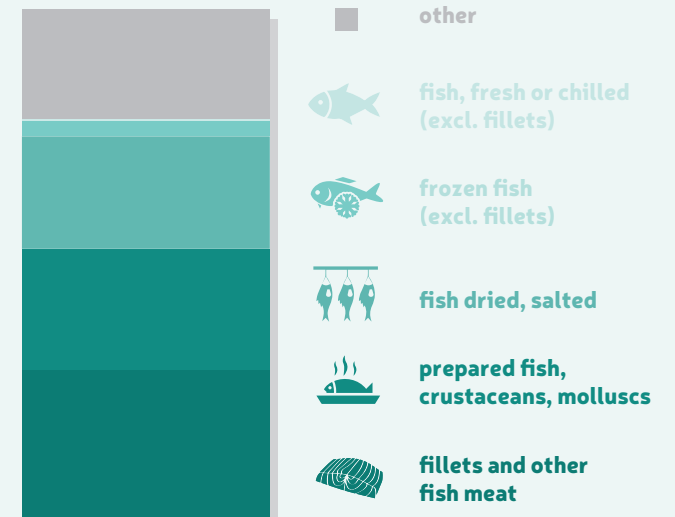 other
fish, fresh or chilled
(excl. fillets)
frozen fish
(excl. fillets)
fish dried, salted
prepared fish,
crustaceans, molluscs
fillets and other
fish meat